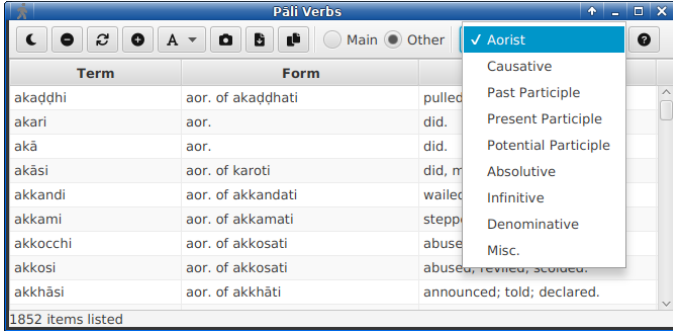 Pāli Verbs
A Main Other Aorist
Causative
Past Participle
Present Participle
Potential Participle
Absolutive
Infinitive
Denominative
Misc.
Term Form
akaḍḍhi aor. of akaḍḍhati pulled
akari aor. did.
akā aor. did.
akāsi aor. of karoti did,
akkandi aor. of akkandati
akkami aor. of akkamati
akkocchi aor. of akkosati
akkosi aor. of akkosati abused, reviled, scolded.
akkhāsi aor. of akkhāti announced; told; declared.
1852 items listed